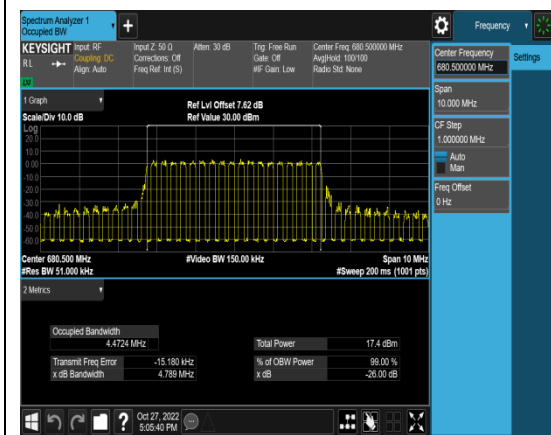 Spectrum Analyzer 1
Occupied BW
Frequency
KEYSIGHT
R L
Input: RF
Coupling: DC
Align: Auto
Input Z: 50 Ω
Corrections: Off
Freq Ref: Int (S)
Atten: 30 dB
Trig: Free Run
Gate: Off
#IF Gain: Low
Center Freq: 680.500000 MHz
Avg|Hold: 100/100
Radio Std: None
Center Frequency
680.500000 MHz
Settings
Span
10.000 MHz
CF Step
1.000000 MHz
Auto
Man
Freq Offset
0 Hz
1 Graph
Scale/Div 10.0 dB
Ref Lvl Offset 7.62 dB
Ref Value 30.00 dBm
Log
20.0
10.0
0.00
-10.0
-20.0
-30.0
-40.0
-50.0
-60.0
Center 680.500 MHz
#Video BW 150.00 kHz
Span 10 MHz
#Res BW 51.000 kHz
#Sweep 200 ms (1001 pts)
2 Metrics
Occupied Bandwidth
4.4724 MHz
Total Power 17.4 dBm
Transmit Freq Error -15.180 kHz
% of OBW Power 99.00 %
x dB Bandwidth 4.789 MHz
x dB -26.00 dB
?
Oct 27, 2022
5:05:40 PM